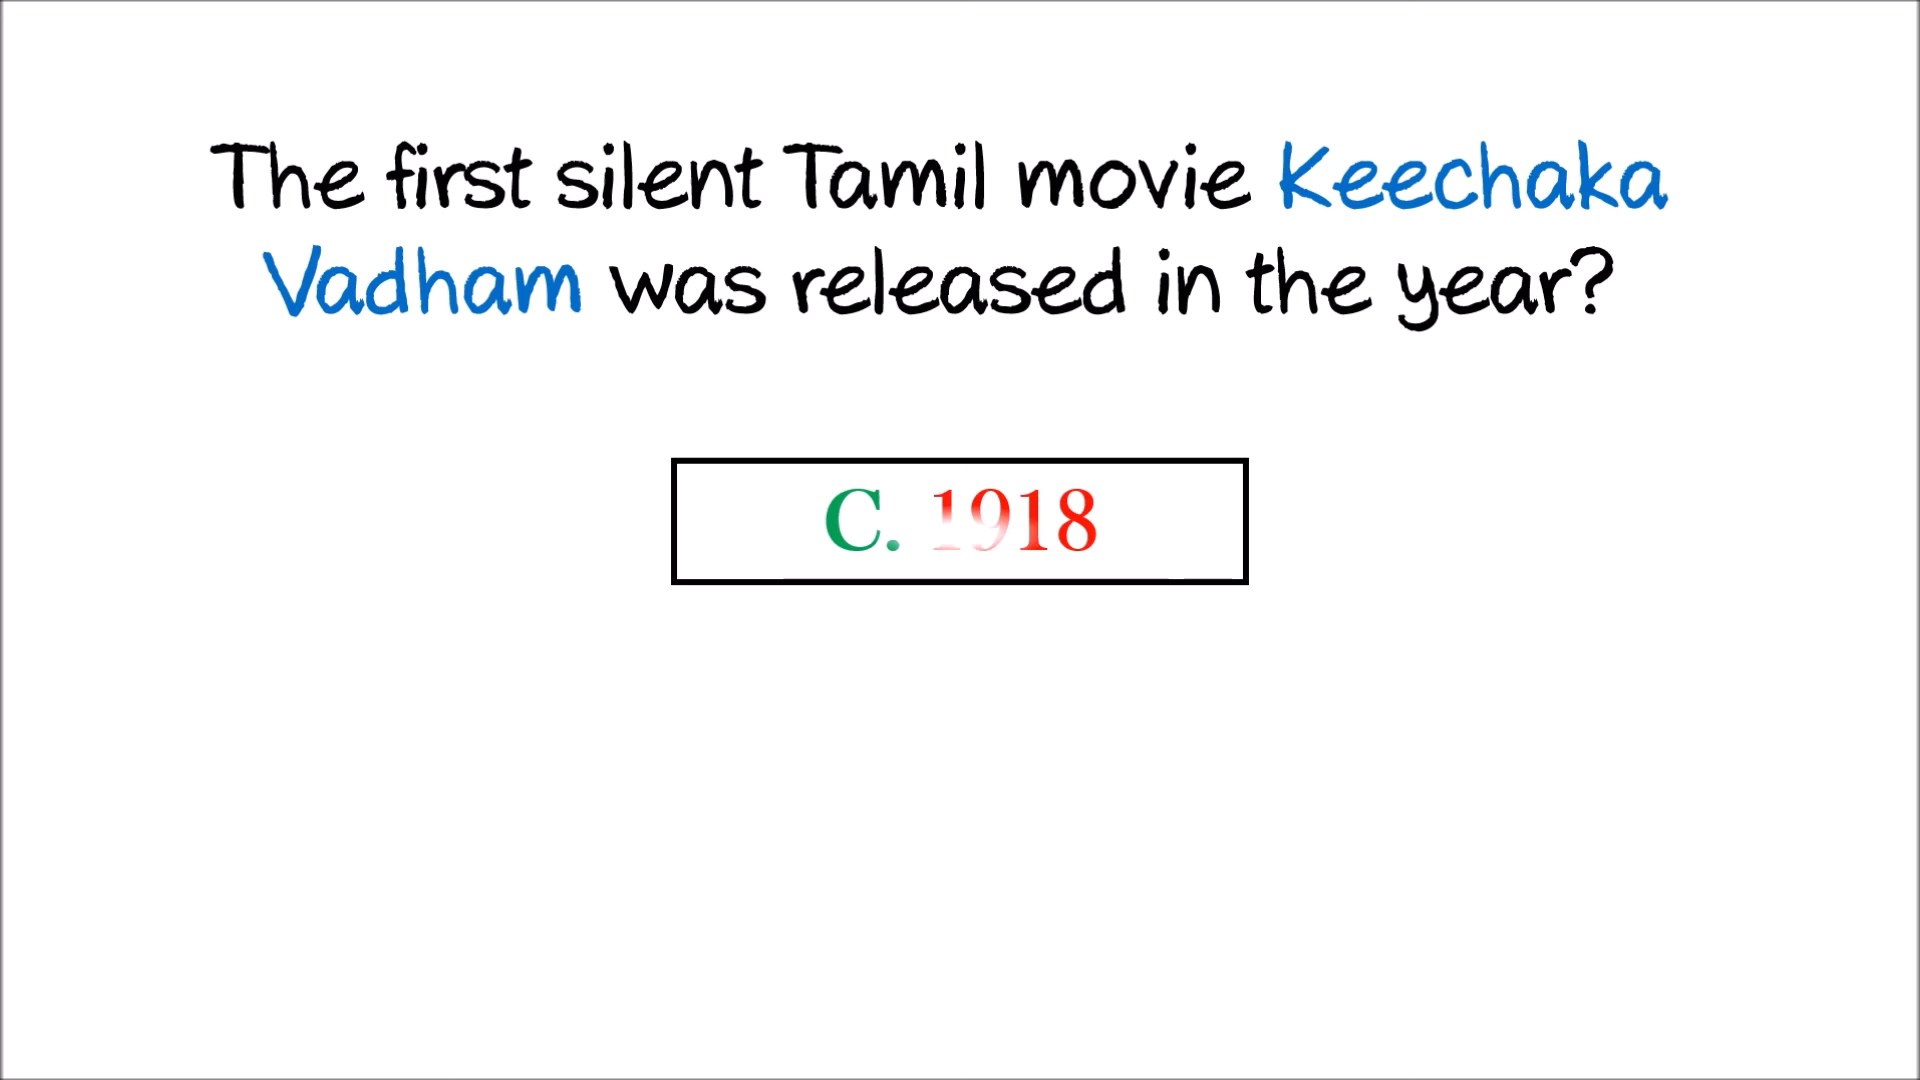 The first silent Tamil movie Keechaka
Vadham was released in the year?
C. 1918